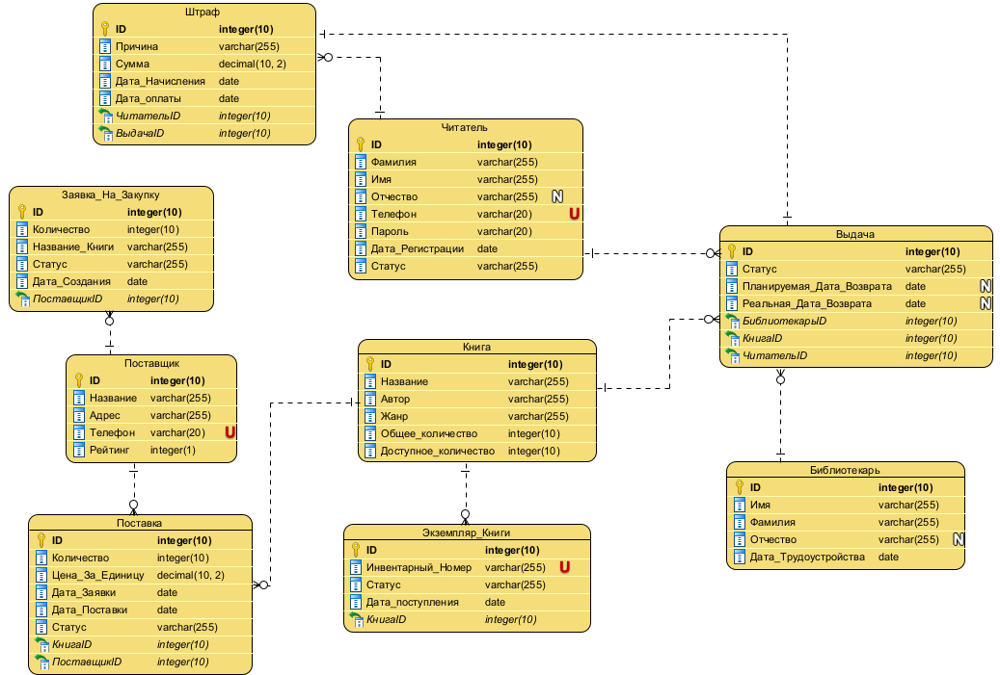 Штраф
ID integer(10)
Причина varchar(255)
Сумма decimal(10, 2)
Дата_Начисления date
Дата_оплаты date
ЧитательID integer(10)
ВыдачаID integer(10)
Читатель
ID integer(10)
Фамилия varchar(255)
Имя varchar(255)
Отчество varchar(255) N
Телефон varchar(20) U
Пароль varchar(20)
Дата_Регистрации date
Статус varchar(255)
Заявка_На_Закупку
ID integer(10)
Количество integer(10)
Название_Книги varchar(255)
Статус varchar(255)
Дата_Создания date
ПоставщикID integer(10)
Выдача
ID integer(10)
Статус varchar(255)
Планируемая_Дата_Возврата date N
Реальная_Дата_Возврата date N
БиблиотекарьID integer(10)
КнигаID integer(10)
ЧитательID integer(10)
Поставщик
ID integer(10)
Название varchar(255)
Адрес varchar(255)
Телефон varchar(20) U
Рейтинг integer(1)
Книга
ID integer(10)
Название varchar(255)
Автор varchar(255)
Жанр varchar(255)
Общее_количество integer(10)
Доступное_количество integer(10)
Библиотекарь
ID integer(10)
Имя varchar(255)
Фамилия varchar(255)
Отчество varchar(255) N
Дата_Трудоустройства date
Поставка
ID integer(10)
Количество integer(10)
Цена_За_Единицу decimal(10, 2)
Дата_Заявки date
Дата_Поставки date
Статус varchar(255)
КнигаID integer(10)
ПоставщикID integer(10)
Экземпляр_Книги
ID integer(10)
Инвентарный_Номер varchar(255) U
Статус varchar(255)
Дата_поступления date
КнигаID integer(10)